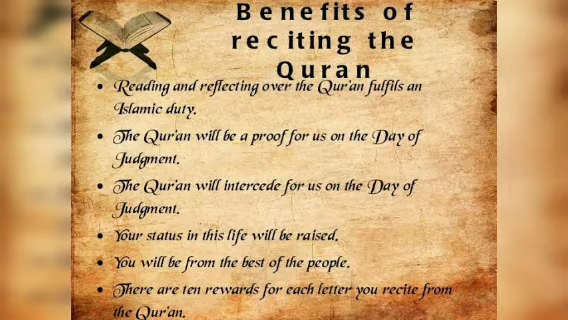 Benefits of
reciting the
Quran
• Reading and reflecting over the Qur'an fulfils an
Islamic duty.
• The Qur'an will be a proof for us on the Day of
Judgment.
• The Qur'an will intercede for us on the Day of
Judgment.
• Your status in this life will be raised.
• You will be from the best of the people.
• There are ten rewards for each letter you recite from
the Qur'an.